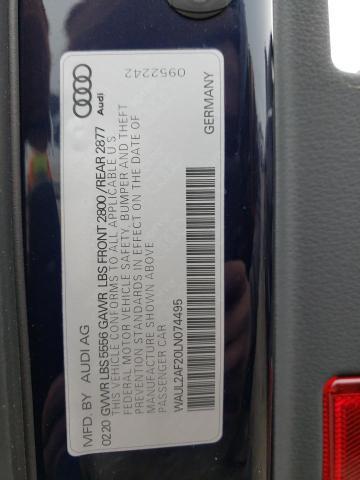 MFD. BY AUDI AG
0220 GVWR LBS 5556 GAWR LBS FRONT 2800 /REAR 2877
THIS VEHICLE CONFORMS TO ALL APPLICABLE U.S.
FEDERAL MOTOR VEHICLE SAFETY, BUMPER AND THEFT
PREVENTION STANDARDS IN EFFECT ON THE DATE OF
MANUFACTURE SHOWN ABOVE
PASSENGER CAR
WAUL2AF20LN074495
GERMANY
Audi
0952242